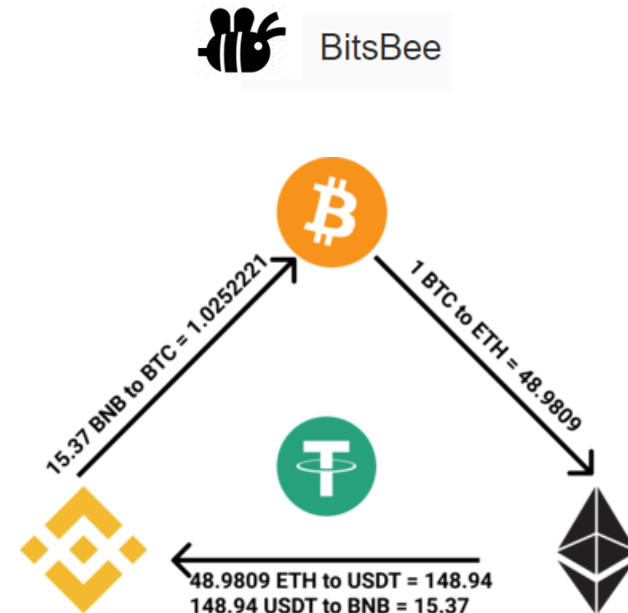 BitsBee
15.37 BNB to BTC = 1.0252221
1 BTC to ETH = 48.9809
48.9809 ETH to USDT = 148.94
148.94 USDT to BNB = 15.37